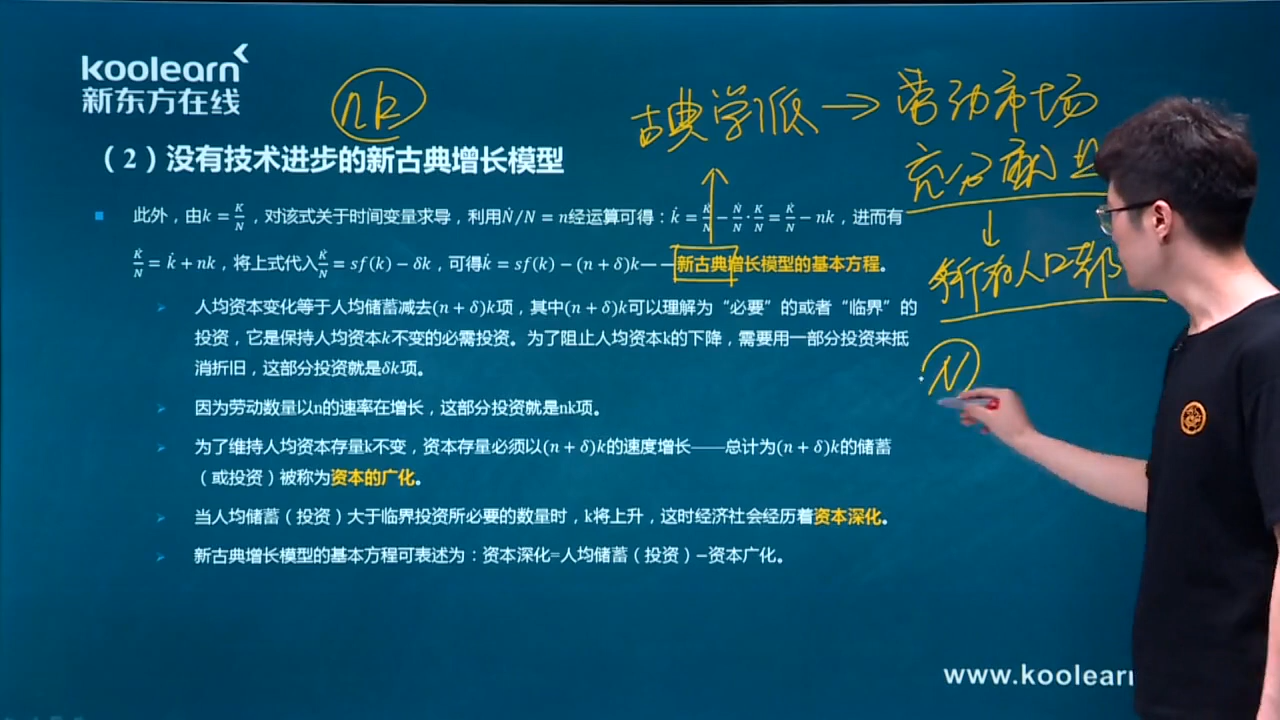 koolearn
新东方在线
nk
古典学派 → 劳动市场
充分就业
所有人口都
N
（2）没有技术进步的新古典增长模型
此外，由k = K/N，对该式关于时间变量求导，利用Ṅ/N = n经运算可得：k̇ = K̇/N − Ṅ/N · K/N = K̇/N − nk，进而有
K̇/N = k̇ + nk，将上式代入K̇/N = sf(k) − δk，可得k̇ = sf(k) − (n + δ)k——新古典增长模型的基本方程。
人均资本变化等于人均储蓄减去(n + δ)k项，其中(n + δ)k可以理解为“必要”的或者“临界”的
投资，它是保持人均资本k不变的必需投资。为了阻止人均资本k的下降，需要用一部分投资来抵
消折旧，这部分投资就是δk项。
因为劳动数量以n的速率在增长，这部分投资就是nk项。
为了维持人均资本存量k不变，资本存量必须以(n + δ)k的速度增长——总计为(n + δ)k的储蓄
（或投资）被称为资本的广化。
当人均储蓄（投资）大于临界投资所必要的数量时，k将上升，这时经济社会经历着资本深化。
新古典增长模型的基本方程可表述为：资本深化=人均储蓄（投资）−资本广化。
www.koolearn